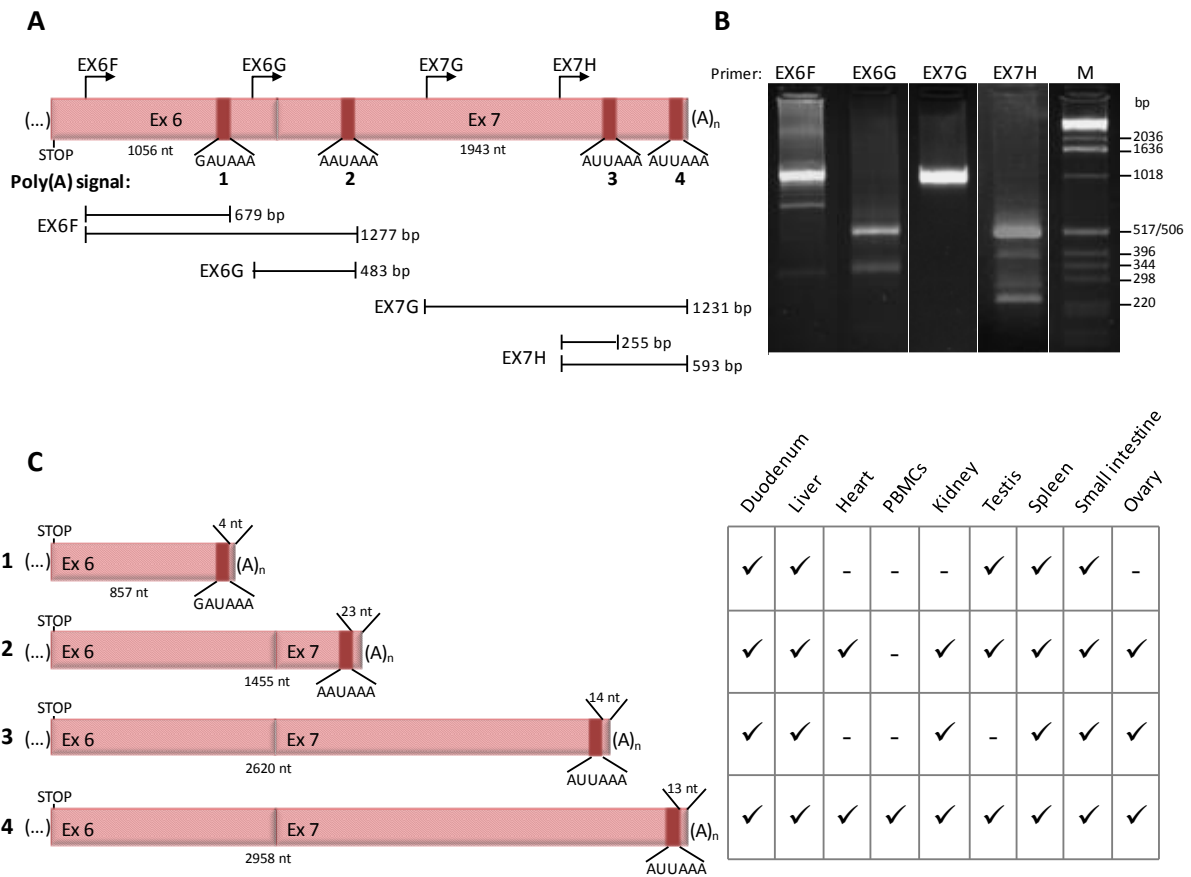 A
EX6F EX6G EX7G EX7H
(...) Ex 6 Ex 7 (A)n
STOP 1056 nt GAUAAA AAUAAA 1943 nt AUUAAA AUUAAA
Poly(A) signal: 1 2 3 4
EX6F 679 bp
1277 bp
EX6G 483 bp
EX7G 1231 bp
EX7H 255 bp
593 bp
B
Primer: EX6F EX6G EX7G EX7H M
bp
2036
1636
1018
517/506
396
344
298
220
C
STOP 4 nt
1 (...) Ex 6 (A)n
857 nt GAUAAA
STOP 23 nt
2 (...) Ex 6 Ex 7 (A)n
1455 nt AAUAAA
STOP 14 nt
3 (...) Ex 6 Ex 7 (A)n
2620 nt AUUAAA
STOP 13 nt
4 (...) Ex 6 Ex 7 (A)n
2958 nt AUUAAA
Duodenum Liver Heart PBMCs Kidney Testis Spleen Small intestine Ovary
✓ ✓ - - - ✓ ✓ ✓ -
✓ ✓ ✓ - ✓ ✓ ✓ ✓ ✓
✓ ✓ - - ✓ - ✓ ✓ ✓
✓ ✓ ✓ ✓ ✓ ✓ ✓ ✓ ✓